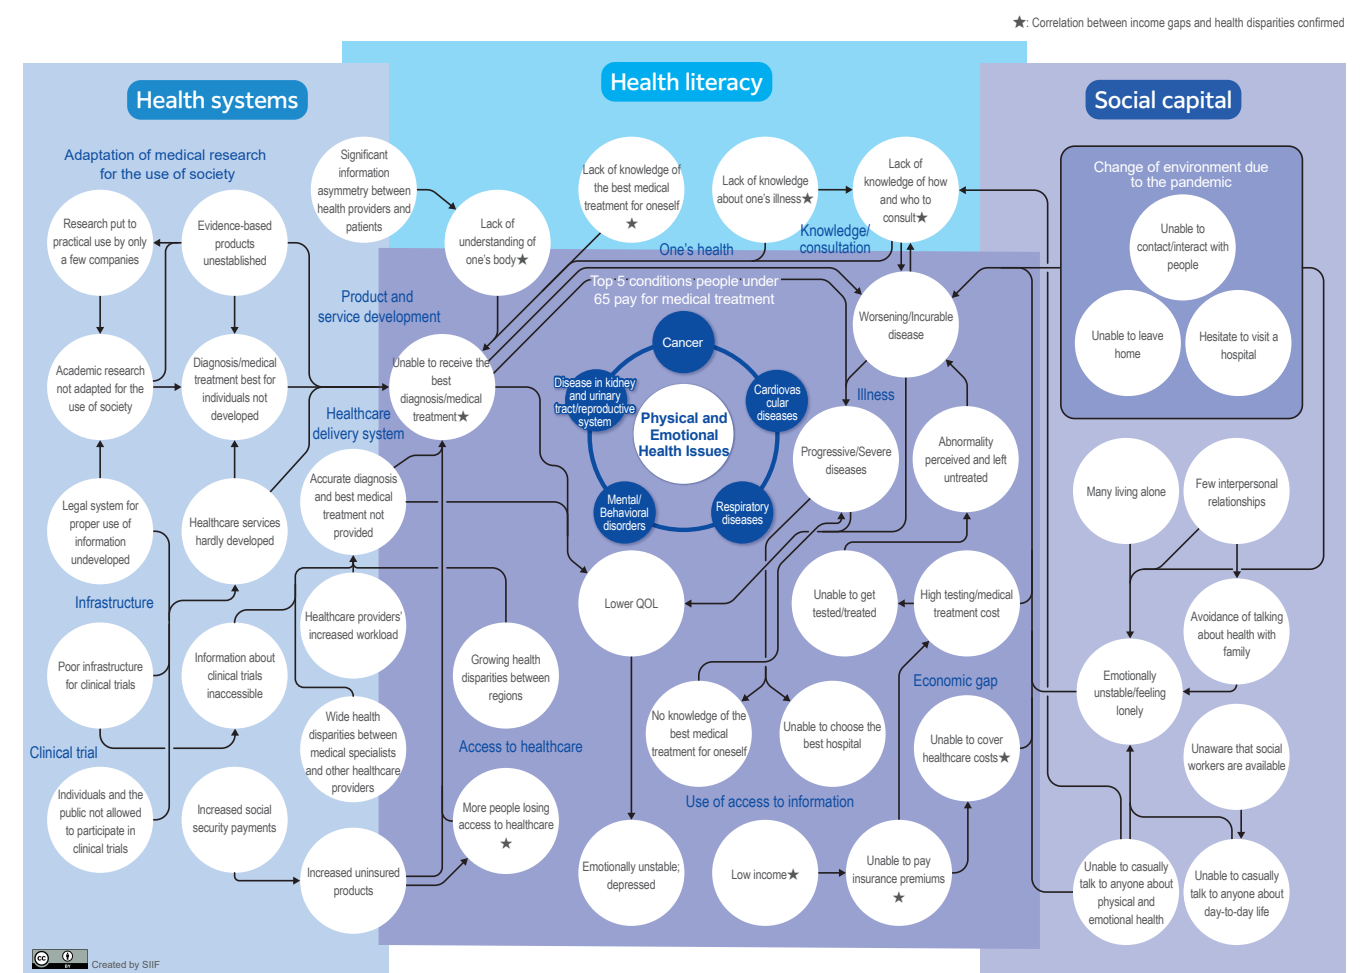 ★: Correlation between income gaps and health disparities confirmed
Health systems
Health literacy
Social capital
Adaptation of medical research
for the use of society
Research put to
practical use by only
a few companies
Evidence-based
products
unestablished
Academic research
not adapted for the
use of society
Diagnosis/medical
treatment best for
individuals not
developed
Legal system for
proper use of
information
undeveloped
Healthcare services
hardly developed
Infrastructure
Poor infrastructure
for clinical trials
Information about
clinical trials
inaccessible
Clinical trial
Individuals and the
public not allowed
to participate in
clinical trials
Increased social
security payments
Significant
information
asymmetry between
health providers and
patients
Lack of
understanding of
one's body★
Product and
service development
Unable to receive the
best
diagnosis/medical
treatment★
Healthcare
delivery system
Accurate diagnosis
and best medical
treatment not
provided
Healthcare providers'
increased workload
Wide health
disparities between
medical specialists
and other healthcare
providers
Increased uninsured
products
Growing health
disparities between
regions
Access to healthcare
More people losing
access to healthcare
★
Lack of knowledge of
the best medical
treatment for oneself
★
Lack of knowledge
about one's illness★
Lack of
knowledge of how
and who to
consult★
One's health
Knowledge/
consultation
Top 5 conditions people under
65 pay for medical treatment
Cancer
Cardiovas
cular
diseases
Respiratory
diseases
Mental/
Behavioral
disorders
Disease in kidney
and urinary
tract/reproductive
system
Physical and
Emotional
Health Issues
Worsening/Incurable
disease
Illness
Progressive/Severe
diseases
Abnormality
perceived and left
untreated
Lower QOL
Unable to get
tested/treated
High testing/medical
treatment cost
Economic gap
No knowledge of the
best medical
treatment for oneself
Unable to choose the
best hospital
Unable to cover
healthcare costs★
Use of access to information
Emotionally unstable;
depressed
Low income★
Unable to pay
insurance premiums
★
Change of environment due
to the pandemic
Unable to
contact/interact with
people
Unable to leave
home
Hesitate to visit a
hospital
Many living alone
Few interpersonal
relationships
Avoidance of talking
about health with
family
Emotionally
unstable/feeling
lonely
Unaware that social
workers are available
Unable to casually
talk to anyone about
physical and
emotional health
Unable to casually
talk to anyone about
day-to-day life
cc
BY
Created by SIIF